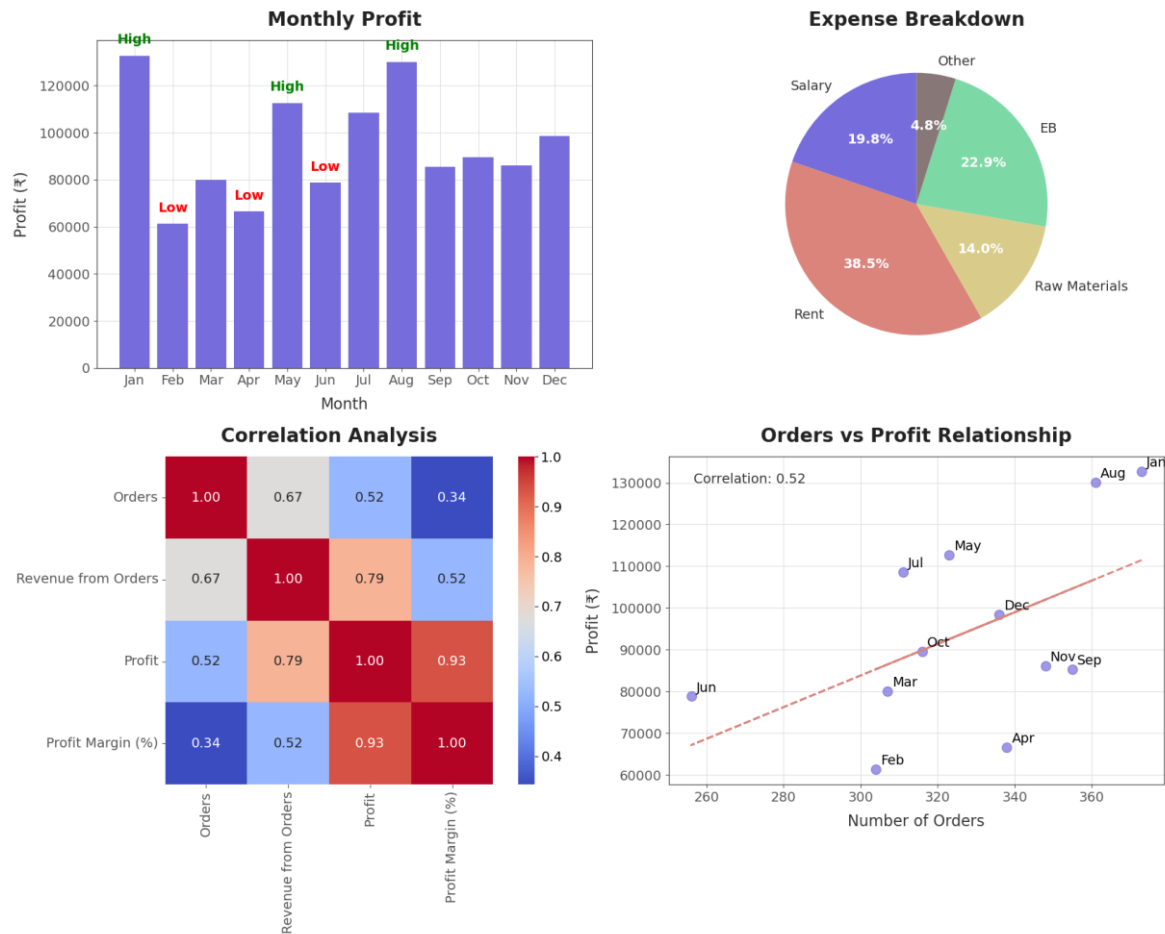 Monthly Profit
High
High
High
Low
Low
Low
120000
100000
80000
60000
40000
20000
0
Profit (₹)
Jan Feb Mar Apr May Jun Jul Aug Sep Oct Nov Dec
Month
Expense Breakdown
Other
Salary
EB
4.8%
19.8%
22.9%
14.0%
38.5%
Raw Materials
Rent
Correlation Analysis
Orders
Revenue from Orders
Profit
Profit Margin (%)
1.00 0.67 0.52 0.34
0.67 1.00 0.79 0.52
0.52 0.79 1.00 0.93
0.34 0.52 0.93 1.00
Orders
Revenue from Orders
Profit
Profit Margin (%)
1.0
0.9
0.8
0.7
0.6
0.5
0.4
Orders vs Profit Relationship
Correlation: 0.52
130000
120000
110000
100000
90000
80000
70000
60000
Profit (₹)
Jan
Aug
May
Jul
Dec
Oct
Nov
Sep
Mar
Jun
Apr
Feb
260 280 300 320 340 360
Number of Orders